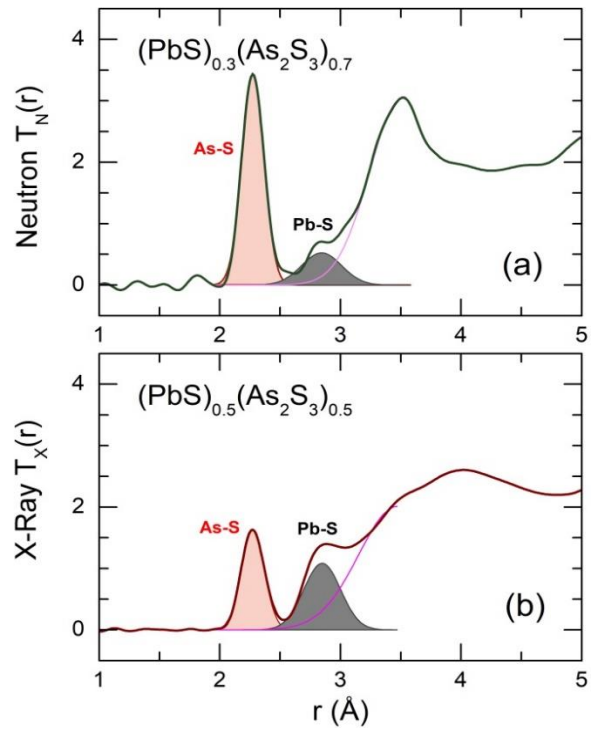 4
(PbS)0.3(As2S3)0.7
Neutron TN(r)
As-S
2
Pb-S
(a)
0
1 2 3 4 5
4
(PbS)0.5(As2S3)0.5
X-Ray TX(r)
2
As-S
Pb-S
(b)
0
1 2 3 4 5
r (Å)